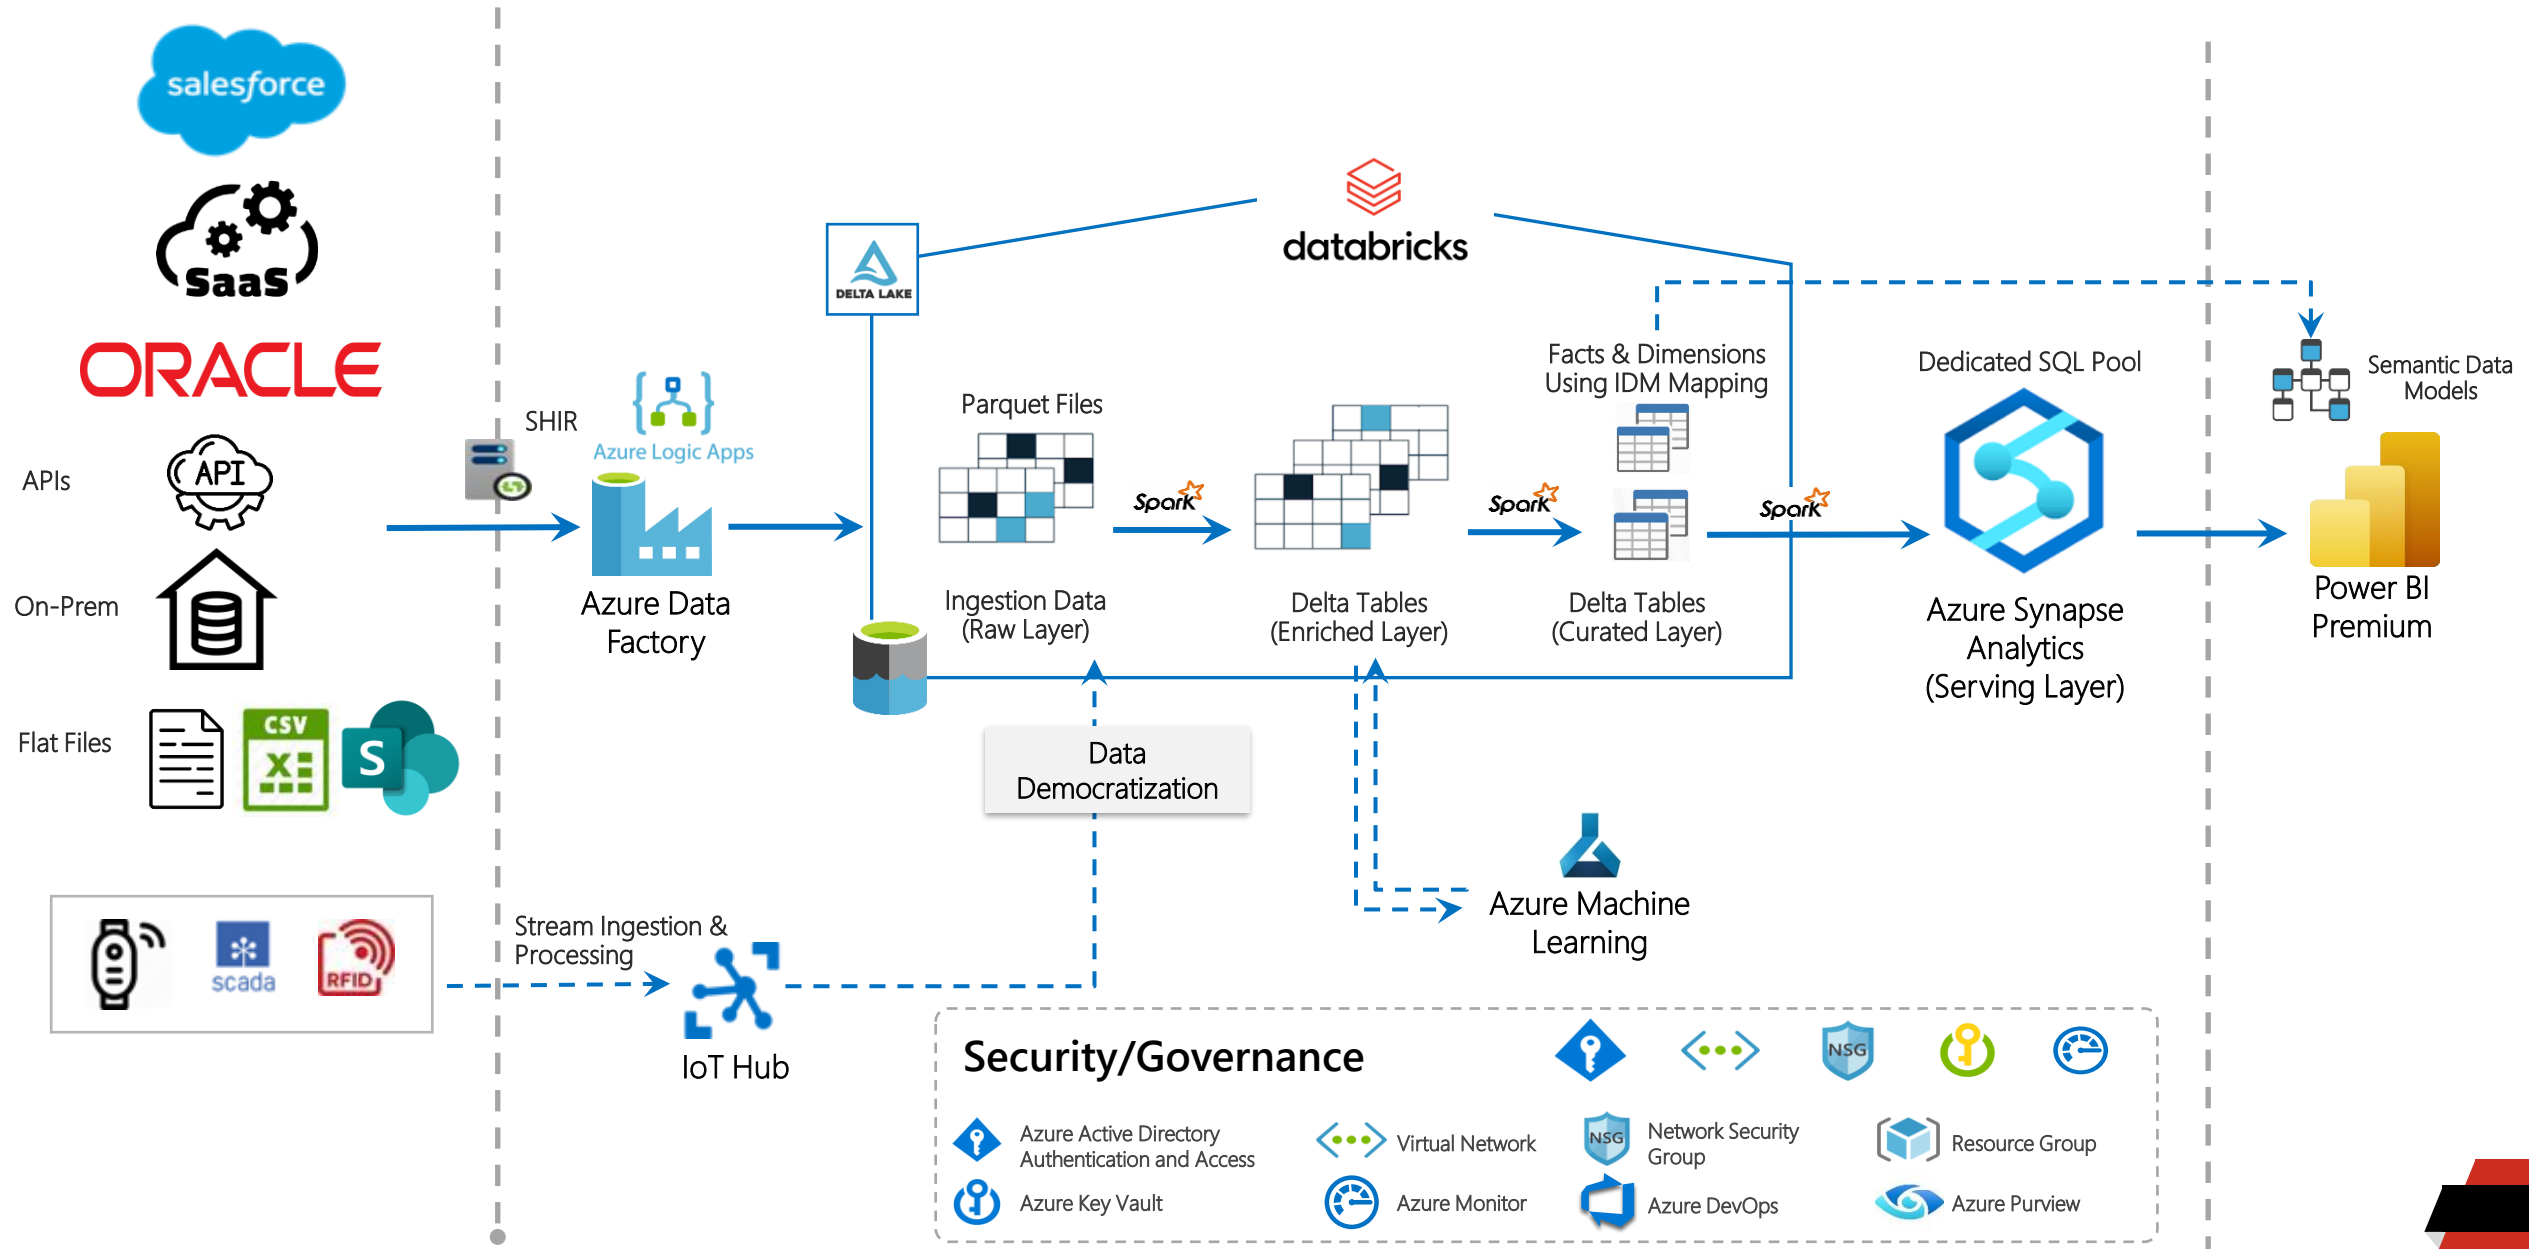 salesforce
SaaS
ORACLE
APIs
API
On-Prem
Flat Files
CSV
X
S
scada
RFID
SHIR
Azure Logic Apps
Azure Data
Factory
Stream Ingestion &
Processing
IoT Hub
DELTA LAKE
databricks
Parquet Files
Spark
Ingestion Data
(Raw Layer)
Delta Tables
(Enriched Layer)
Spark
Facts & Dimensions
Using IDM Mapping
Delta Tables
(Curated Layer)
Spark
Data
Democratization
Azure Machine
Learning
Dedicated SQL Pool
Azure Synapse
Analytics
(Serving Layer)
Semantic Data
Models
Power BI
Premium
Security/Governance
NSG
Azure Active Directory
Authentication and Access
Virtual Network
NSG
Network Security
Group
Resource Group
Azure Key Vault
Azure Monitor
Azure DevOps
Azure Purview